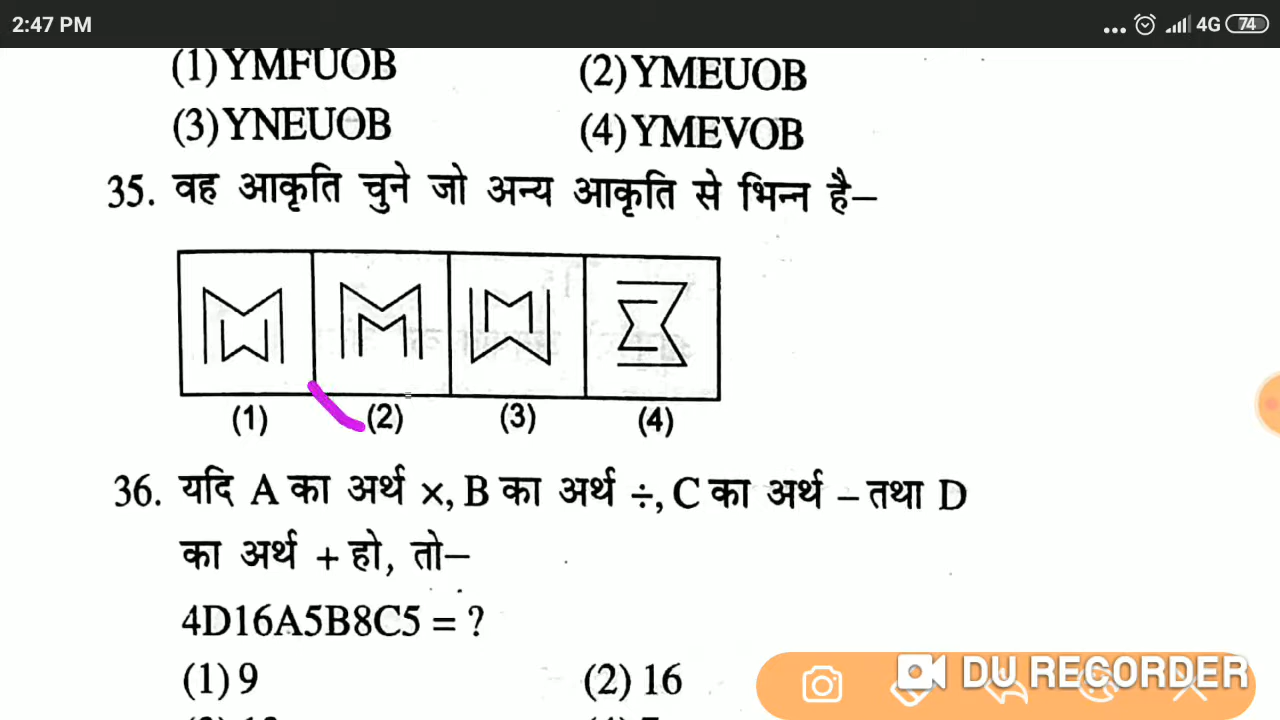 2:47 PM
4G 74
(1) YMFUOB (2) YMEUOB
(3) YNEUOB (4) YMEVOB
35. वह आकृति चुने जो अन्य आकृति से भिन्न है–
(1) (2) (3) (4)
36. यदि A का अर्थ ×, B का अर्थ ÷, C का अर्थ – तथा D
का अर्थ + हो, तो–
4D16A5B8C5 = ?
(1) 9 (2) 16
DU RECORDER